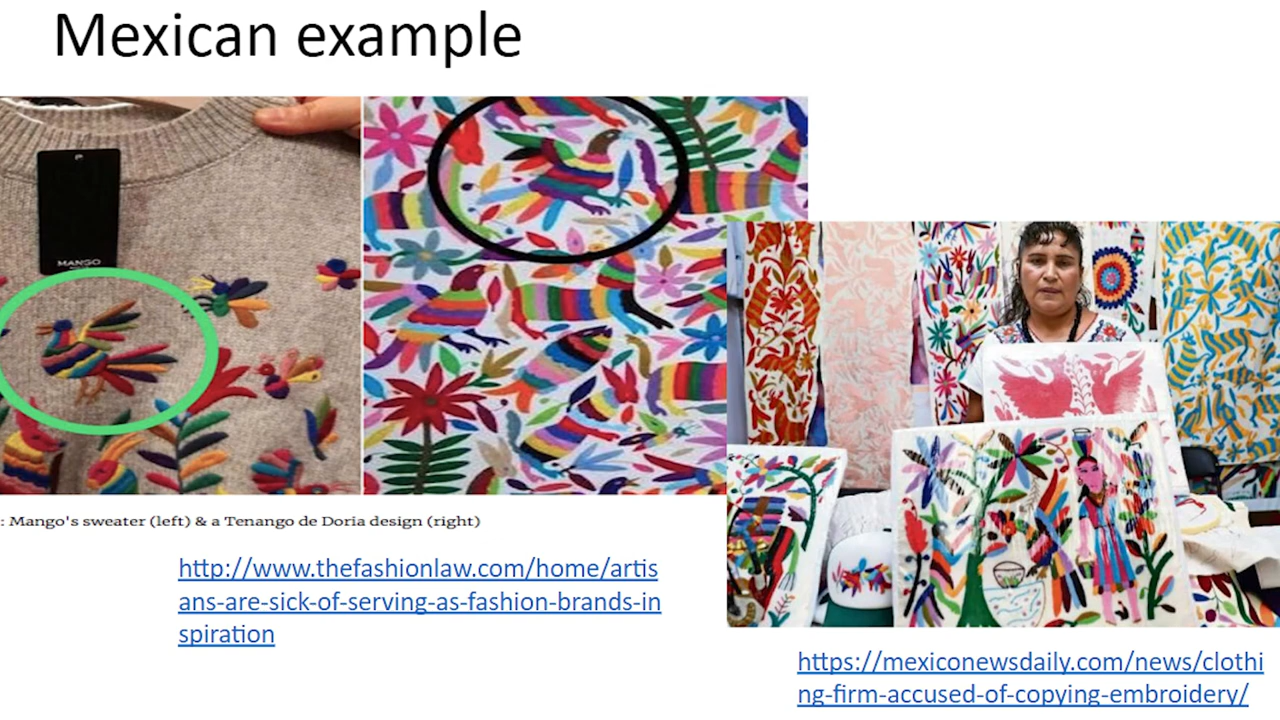 Mexican example
MANGO
: Mango's sweater (left) & a Tenango de Doria design (right)
http://www.thefashionlaw.com/home/artis
ans-are-sick-of-serving-as-fashion-brands-in
spiration
https://mexiconewsdaily.com/news/clothi
ng-firm-accused-of-copying-embroidery/